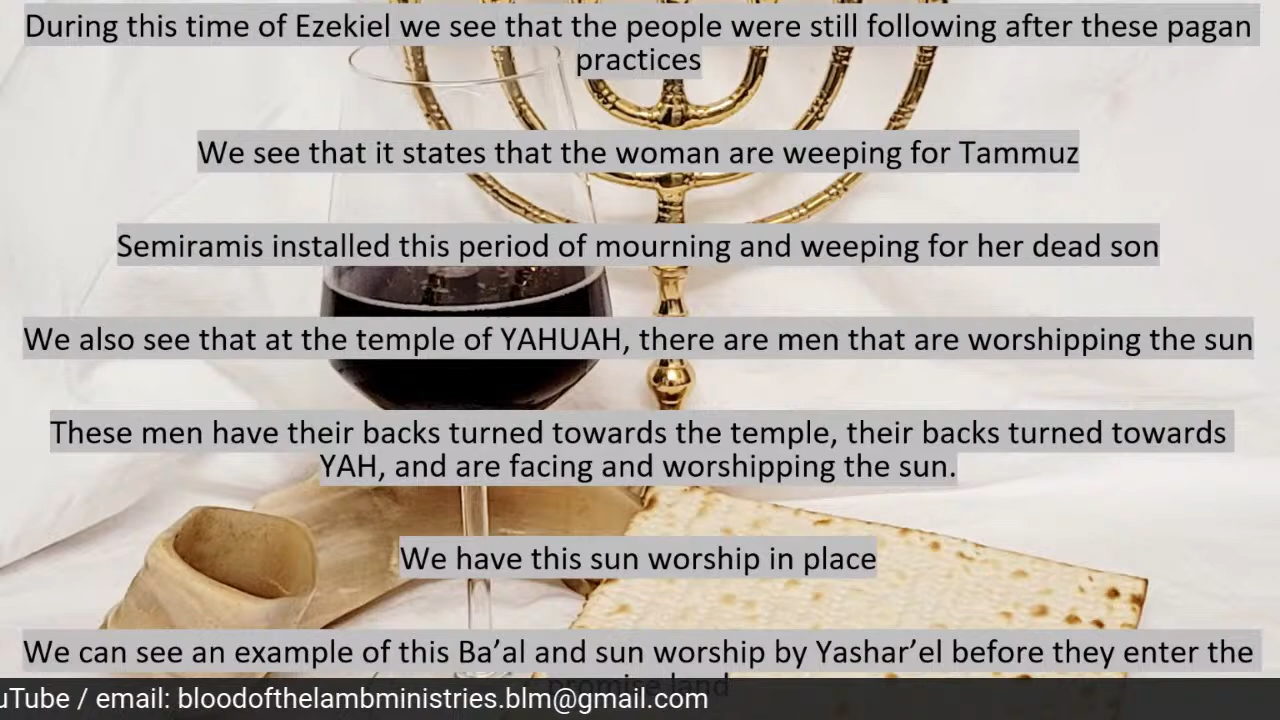 During this time of Ezekiel we see that the people were still following after these pagan
practices
We see that it states that the woman are weeping for Tammuz
Semiramis installed this period of mourning and weeping for her dead son
We also see that at the temple of YAHUAH, there are men that are worshipping the sun
These men have their backs turned towards the temple, their backs turned towards
YAH, and are facing and worshipping the sun.
We have this sun worship in place
We can see an example of this Ba’al and sun worship by Yashar’el before they enter the
promise land
uTube / email: bloodofthelambministries.blm@gmail.com